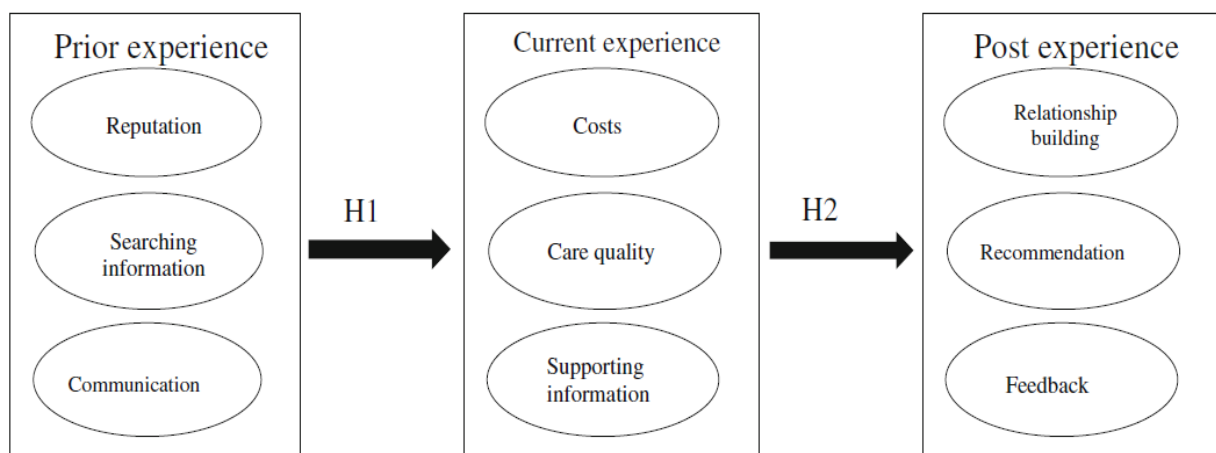 Prior experience
Reputation
Searching
information
Communication
H1
Current experience
Costs
Care quality
Supporting
information
H2
Post experience
Relationship
building
Recommendation
Feedback